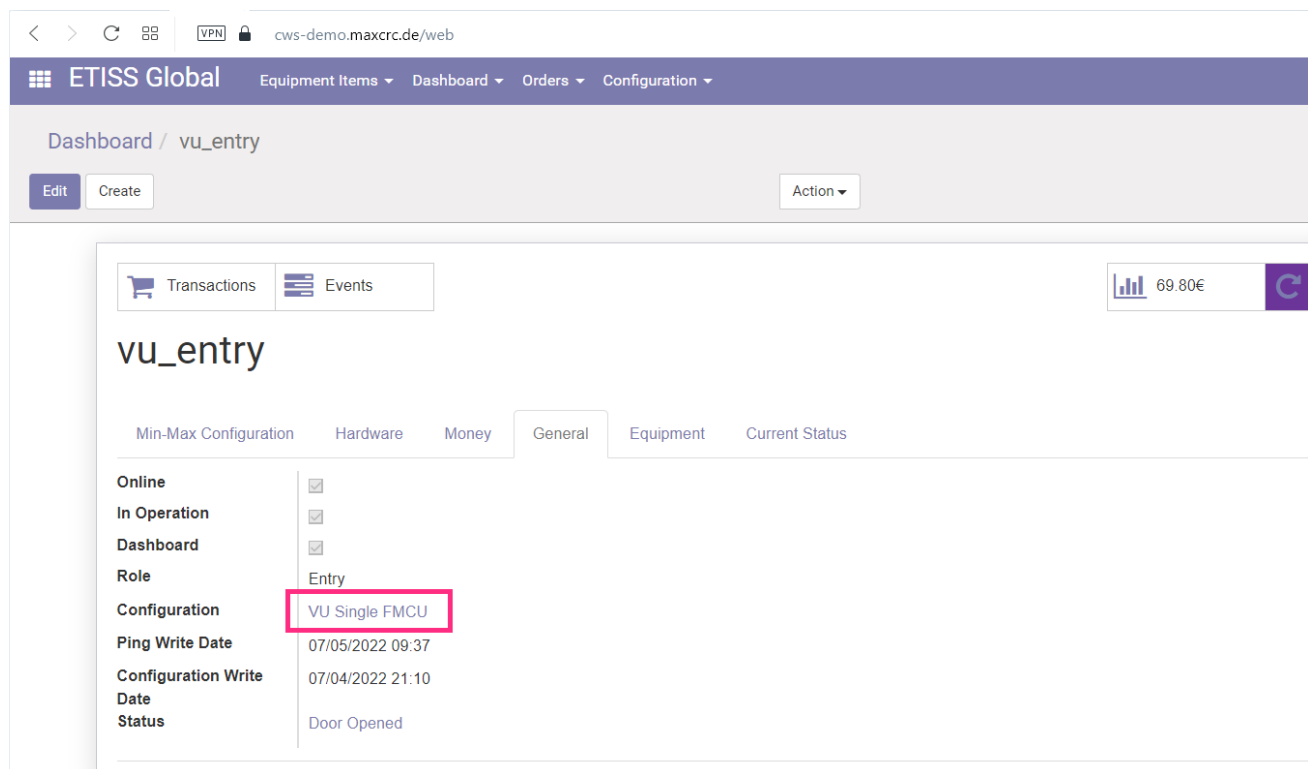 VPN cws-demo.maxcrc.de/web
ETISS Global Equipment Items Dashboard Orders Configuration
Dashboard / vu_entry
Edit Create Action
Transactions Events 69.80€
vu_entry
Min-Max Configuration Hardware Money General Equipment Current Status
Online
In Operation
Dashboard
Role Entry
Configuration VU Single FMCU
Ping Write Date 07/05/2022 09:37
Configuration Write 07/04/2022 21:10
Date
Status Door Opened